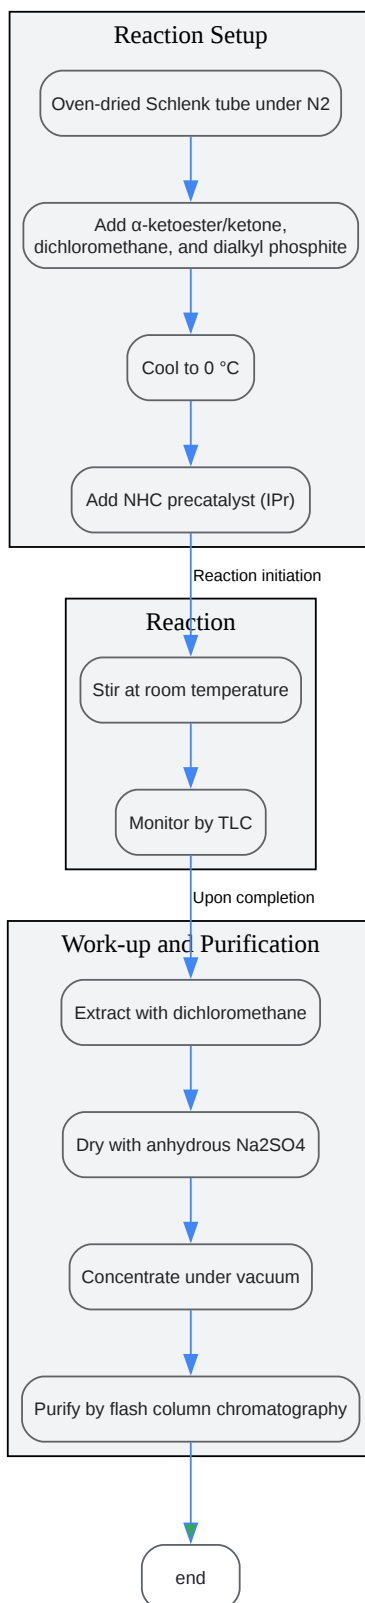 Reaction Setup
Oven-dried Schlenk tube under N2
Add α-ketoester/ketone,
dichloromethane, and dialkyl phosphite
Cool to 0 °C
Add NHC precatalyst (IPr)
Reaction initiation
Reaction
Stir at room temperature
Monitor by TLC
Upon completion
Work-up and Purification
Extract with dichloromethane
Dry with anhydrous Na2SO4
Concentrate under vacuum
Purify by flash column chromatography
end